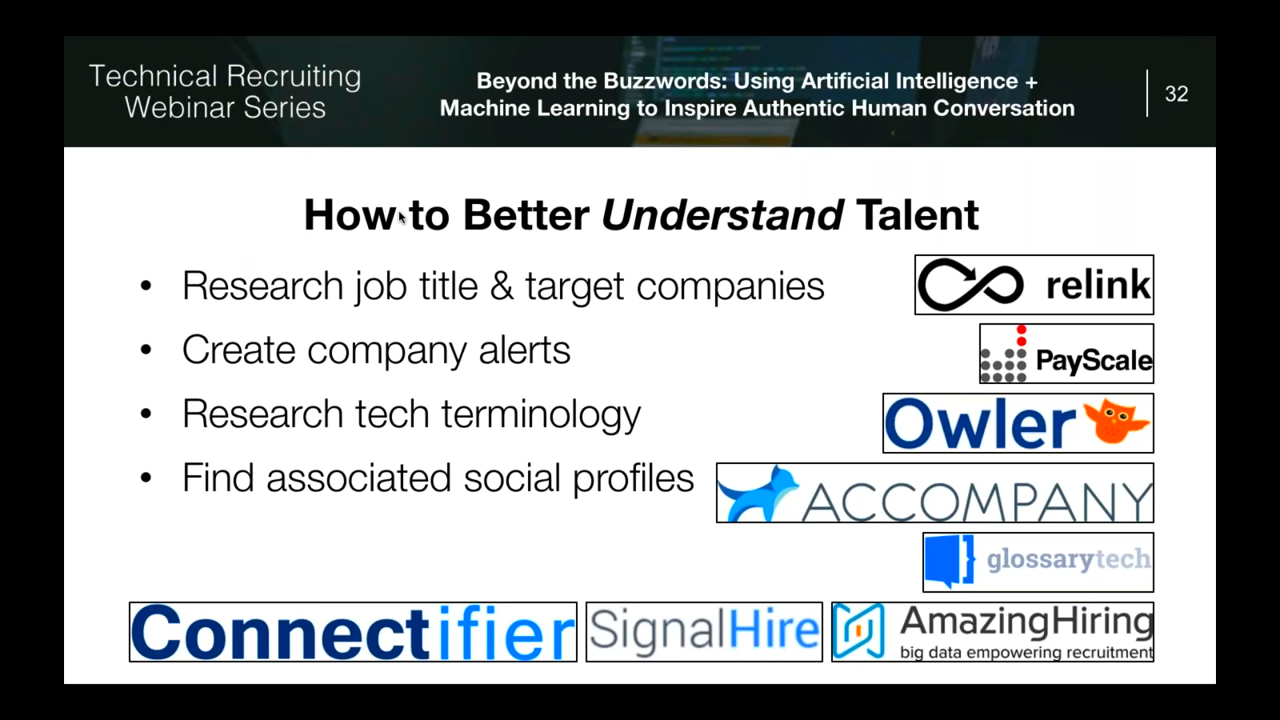 Technical Recruiting
Webinar Series
Beyond the Buzzwords: Using Artificial Intelligence +
Machine Learning to Inspire Authentic Human Conversation
32
How to Better Understand Talent
• Research job title & target companies
• Create company alerts
• Research tech terminology
• Find associated social profiles
relink
PayScale
Owler
ACCOMPANY
glossarytech
Connectifier
SignalHire
AmazingHiring
big data empowering recruitment